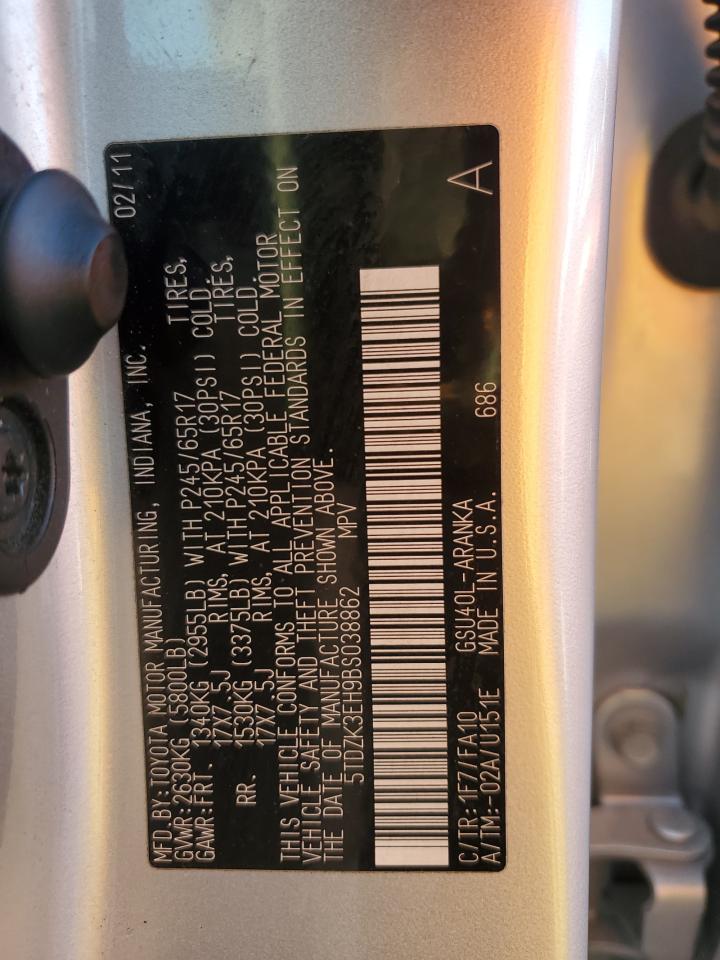 MFD.BY:TOYOTA MOTOR MANUFACTURING, INDIANA, INC. 02/11
GVWR:2630KG(5800LB)
GAWR:FRT. 1340KG (2955LB) WITH P245/65R17 TIRES,
17X7.5J RIMS, AT 210KPA (30PSI) COLD.
RR. 1530KG (3375LB) WITH P245/65R17 TIRES,
17X7.5J RIMS, AT 210KPA (30PSI) COLD.
THIS VEHICLE CONFORMS TO ALL APPLICABLE FEDERAL MOTOR
VEHICLE SAFETY AND THEFT PREVENTION STANDARDS IN EFFECT ON
THE DATE OF MANUFACTURE SHOWN ABOVE.
5TDZK3EH9BS038862 MPV
C/TR:1F7/FA10 GSU40L-ARANKA
A/TM:-02A/U151E MADE IN U.S.A. 686 A